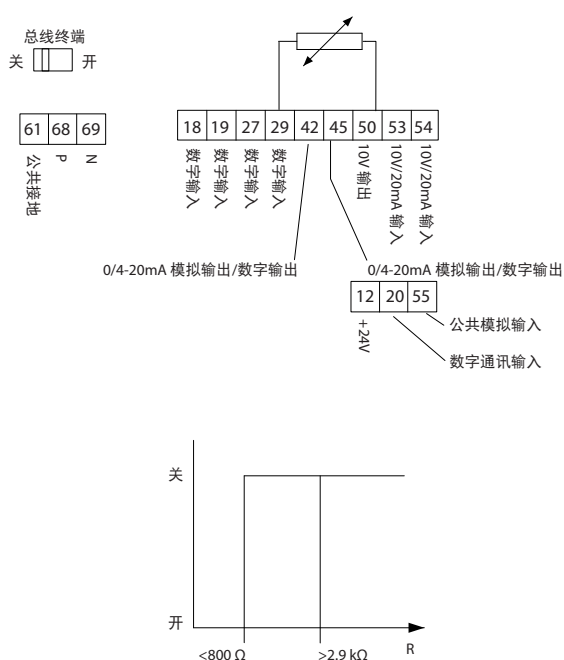 总线终端
关 开
61 68 69
公共接地
P
N
18 19 27 29 42 45 50 53 54
数字输入
数字输入
数字输入
数字输入
10V 输出
10V/20mA 输入
10V/20mA 输入
0/4-20mA 模拟输出/数字输出
0/4-20mA 模拟输出/数字输出
12 20 55
+24V
公共模拟输入
数字通讯输入
关
开
<800 Ω
>2.9 kΩ
R